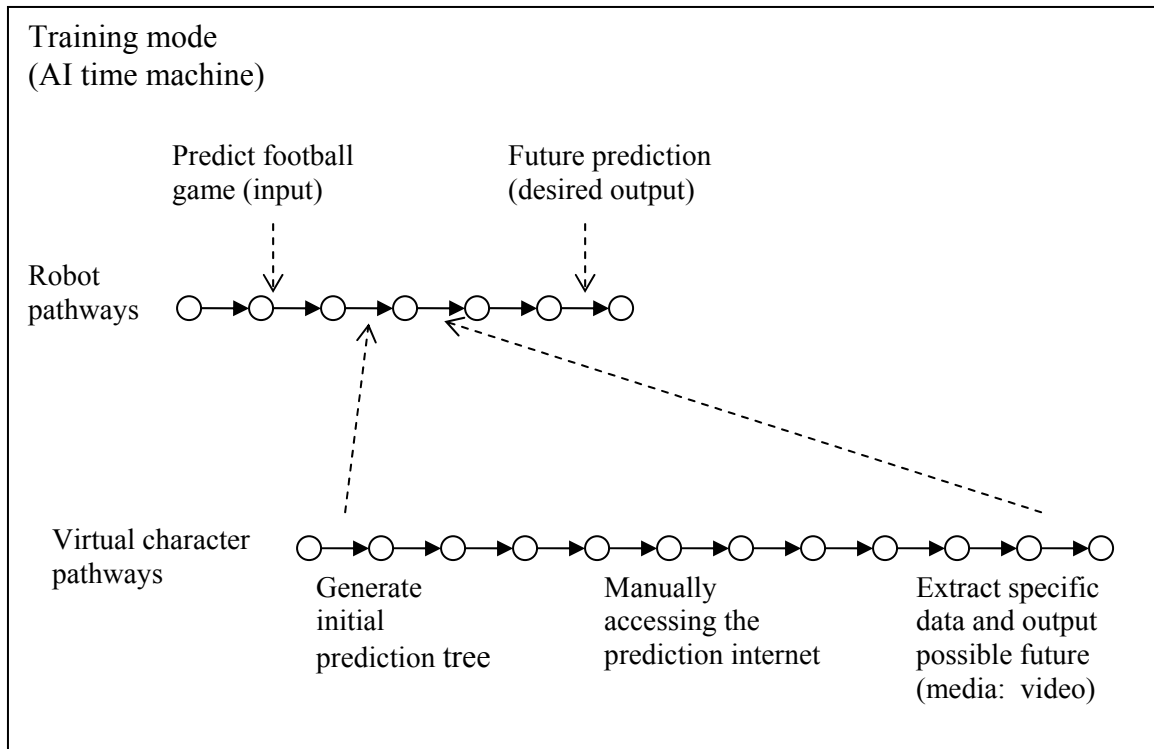 Training mode
(AI time machine)
Predict football
game (input)
Future prediction
(desired output)
Robot
pathways
Virtual character
pathways
Generate
initial
prediction tree
Manually
accessing the
prediction internet
Extract specific
data and output
possible future
(media:  video)